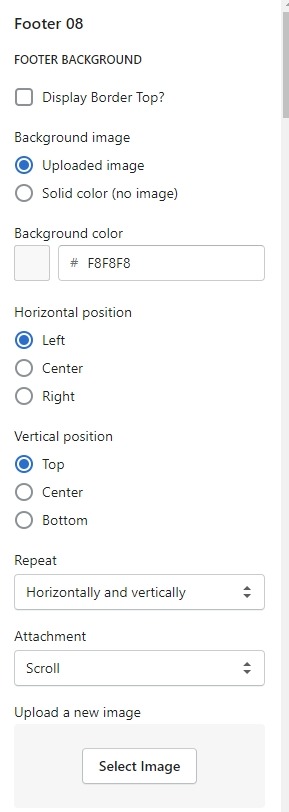 Footer 08
FOOTER BACKGROUND
Display Border Top?
Background image
Uploaded image
Solid color (no image)
Background color
# F8F8F8
Horizontal position
Left
Center
Right
Vertical position
Top
Center
Bottom
Repeat
Horizontally and vertically
Attachment
Scroll
Upload a new image
Select Image